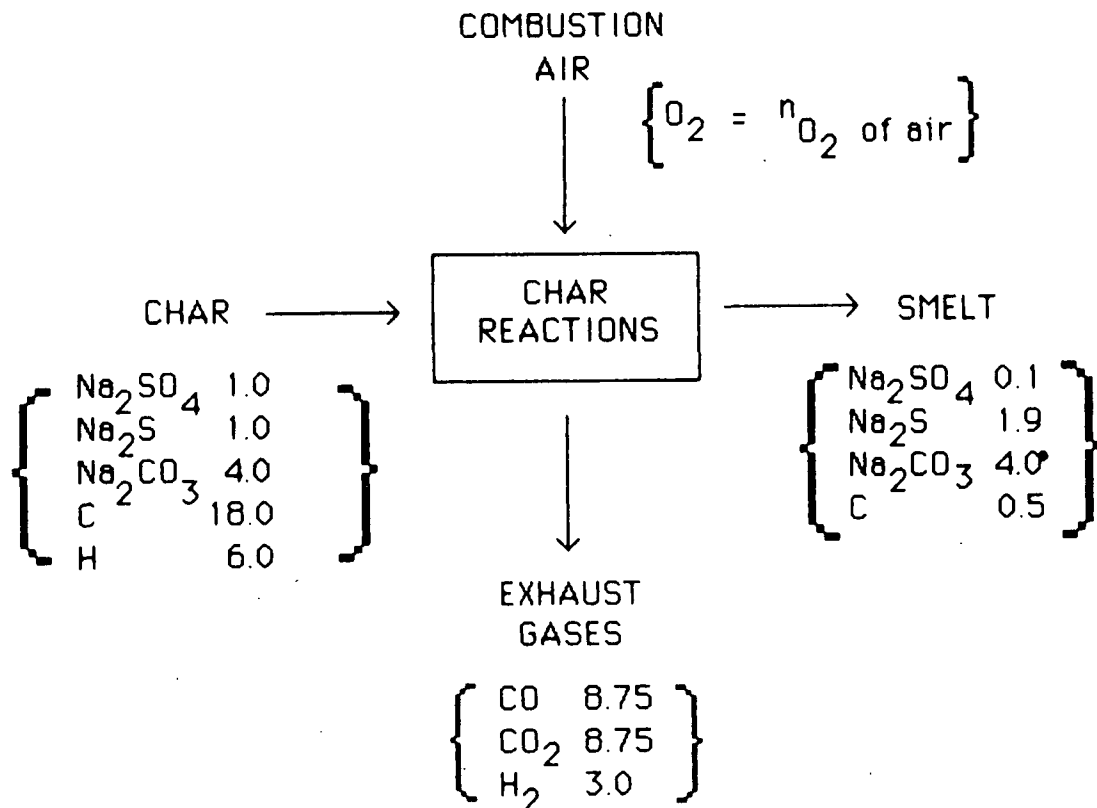 COMBUSTION
AIR
{O₂ = nO₂ of air}
CHAR
CHAR
REACTIONS
SMELT
Na₂SO₄ 1.0
Na₂S 1.0
Na₂CO₃ 4.0
C 18.0
H 6.0
Na₂SO₄ 0.1
Na₂S 1.9
Na₂CO₃ 4.0
C 0.5
EXHAUST
GASES
CO 8.75
CO₂ 8.75
H₂ 3.0